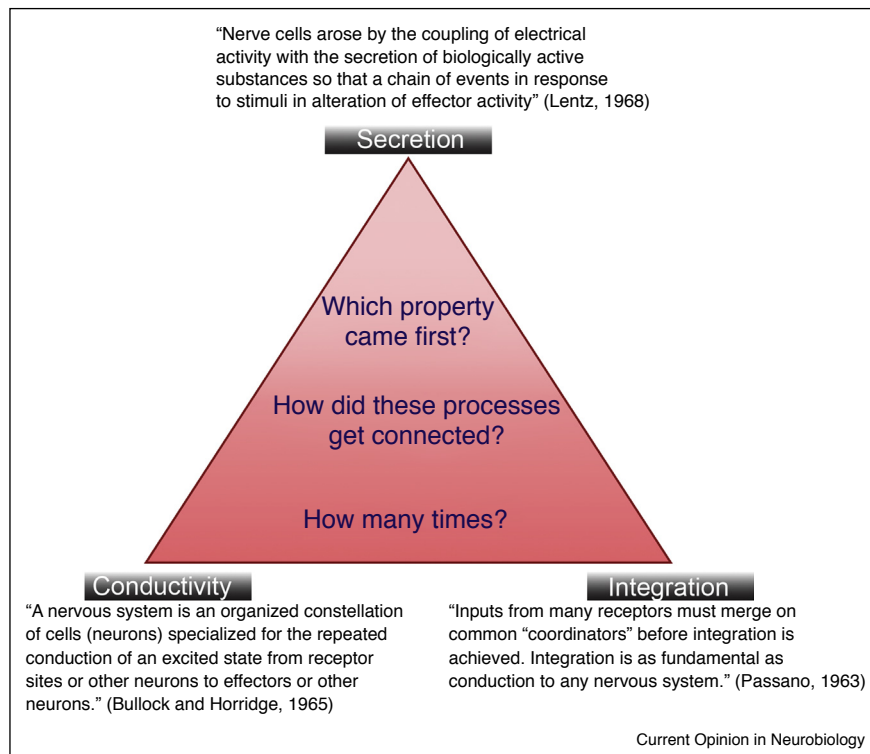 “Nerve cells arose by the coupling of electrical
activity with the secretion of biologically active
substances so that a chain of events in response
to stimuli in alteration of effector activity” (Lentz, 1968)
Secretion
Which property
came first?
How did these processes
get connected?
How many times?
Conductivity
“A nervous system is an organized constellation
of cells (neurons) specialized for the repeated
conduction of an excited state from receptor
sites or other neurons to effectors or other
neurons.” (Bullock and Horridge, 1965)
Integration
“Inputs from many receptors must merge on
common “coordinators” before integration is
achieved. Integration is as fundamental as
conduction to any nervous system.” (Passano, 1963)
Current Opinion in Neurobiology